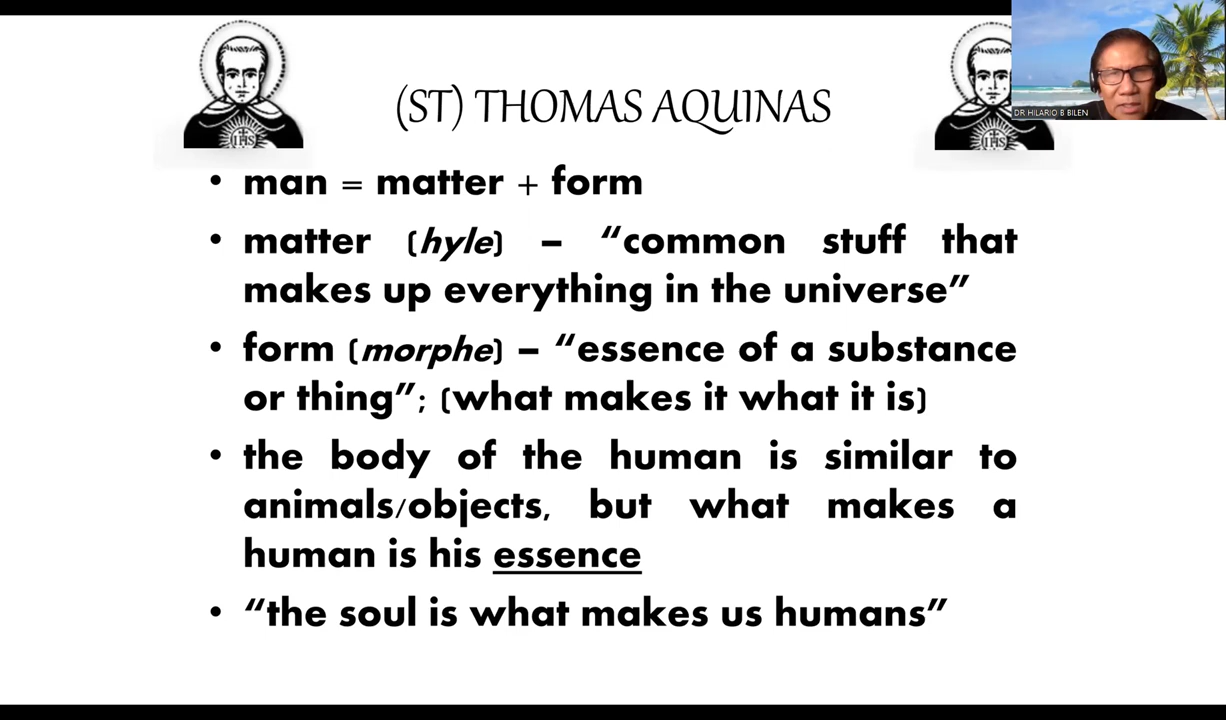 (ST) THOMAS AQUINAS
DR HILARIO B BILEN
IHS
IHS
• man = matter + form
• matter (hyle) – “common stuff that
makes up everything in the universe”
• form (morphe) – “essence of a substance
or thing”; (what makes it what it is)
• the body of the human is similar to
animals/objects, but what makes a
human is his essence
• “the soul is what makes us humans”